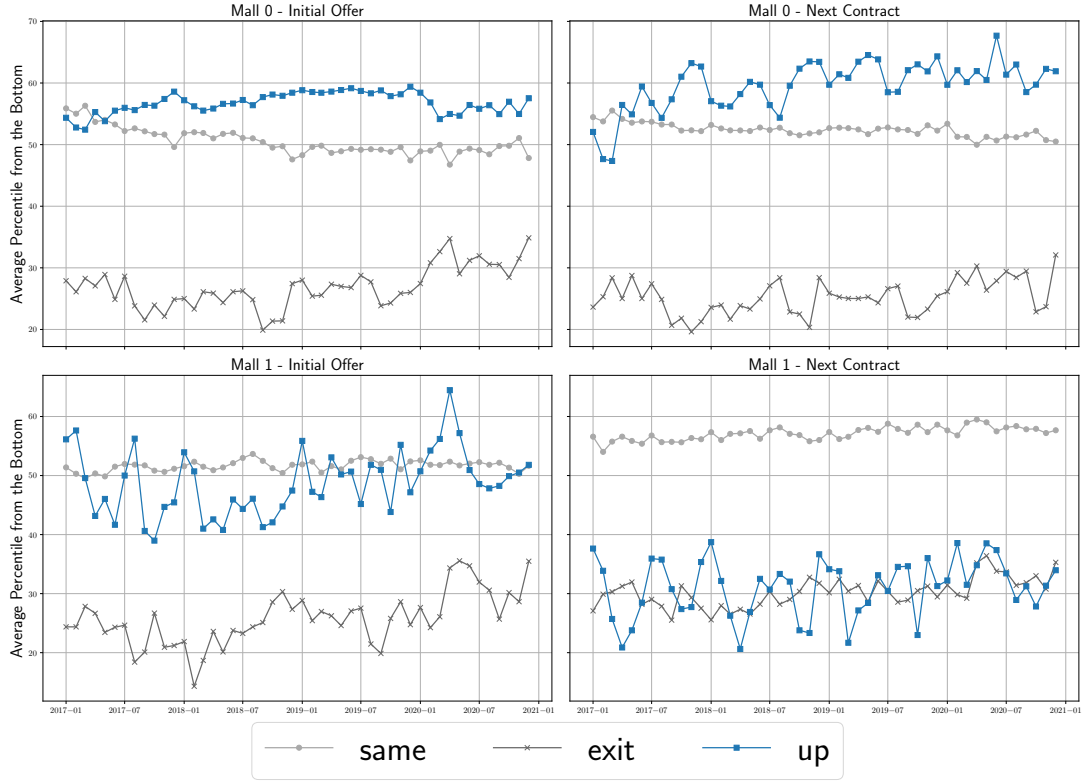 Mall 0 - Initial Offer
Mall 0 - Next Contract
Average Percentile from the Bottom
70
60
50
40
30
20
Mall 1 - Initial Offer
Mall 1 - Next Contract
Average Percentile from the Bottom
60
50
40
30
20
2017−01 2017−07 2018−01 2018−07 2019−01 2019−07 2020−01 2020−07 2021−01
2017−01 2017−07 2018−01 2018−07 2019−01 2019−07 2020−01 2020−07 2021−01
same exit up